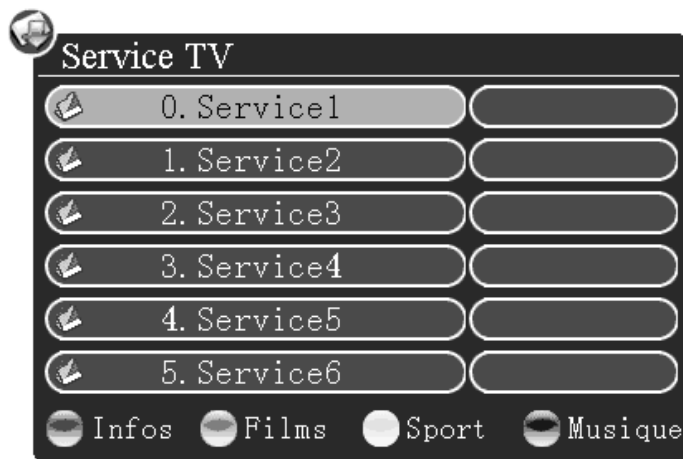 Service TV
0. Service1
1. Service2
2. Service3
3. Service4
4. Service5
5. Service6
Infos Films Sport Musique